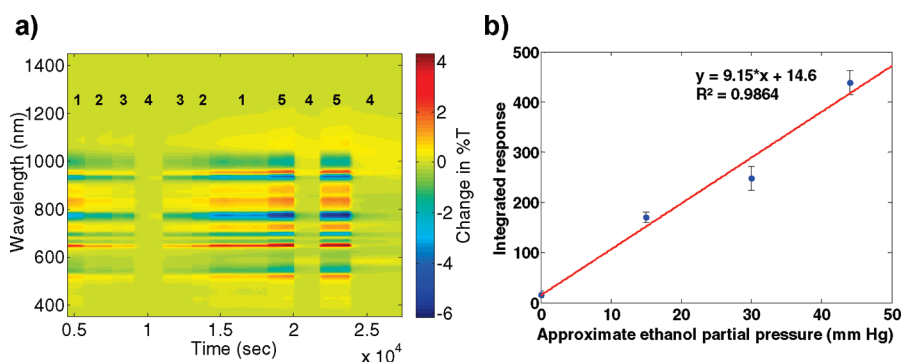 a)
1400
1200
1000
800
600
400
Wavelength (nm)
1 2 3 4 3 2 1 5 4 5 4
0.5 1 1.5 2 2.5
Time (sec)
x 10⁴
4
2
0
-2
-4
-6
Change in %T
b)
500
400
300
200
100
0
Integrated response
y = 9.15*x + 14.6
R² = 0.9864
0 10 20 30 40 50
Approximate ethanol partial pressure (mm Hg)